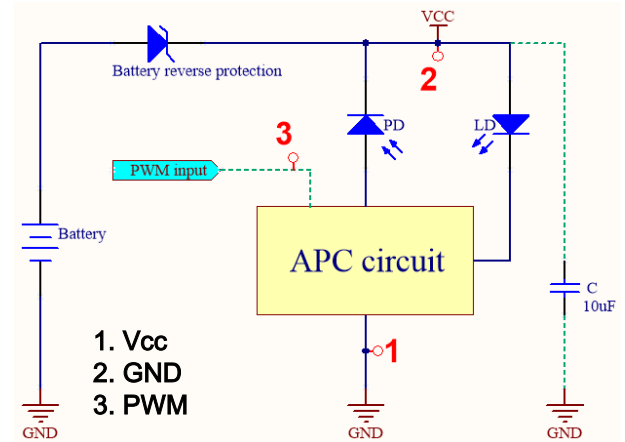 VCC
Battery reverse protection
2
PD
LD
3
PWM input
Battery
APC circuit
C
10uF
1. Vcc
2. GND
3. PWM
1
GND
GND
GND